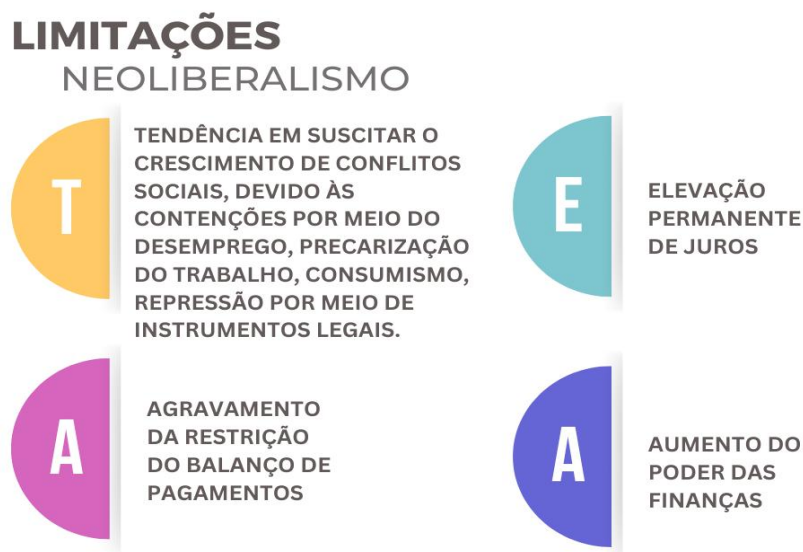 LIMITAÇÕES
NEOLIBERALISMO
T
TENDÊNCIA EM SUSCITAR O
CRESCIMENTO DE CONFLITOS
SOCIAIS, DEVIDO ÀS
CONTENÇÕES POR MEIO DO
DESEMPREGO, PRECARIZAÇÃO
DO TRABALHO, CONSUMISMO,
REPRESSÃO POR MEIO DE
INSTRUMENTOS LEGAIS.
E
ELEVAÇÃO
PERMANENTE
DE JUROS
A
AGRAVAMENTO
DA RESTRIÇÃO
DO BALANÇO DE
PAGAMENTOS
A
AUMENTO DO
PODER DAS
FINANÇAS